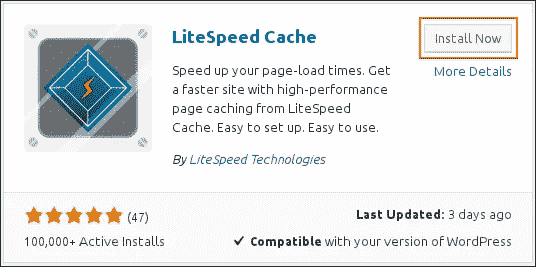 LiteSpeed Cache
Install Now
More Details
Speed up your page-load times. Get
a faster site with high-performance
page caching from LiteSpeed
Cache. Easy to set up. Easy to use.
By LiteSpeed Technologies
(47)
Last Updated: 3 days ago
100,000+ Active Installs
Compatible with your version of WordPress